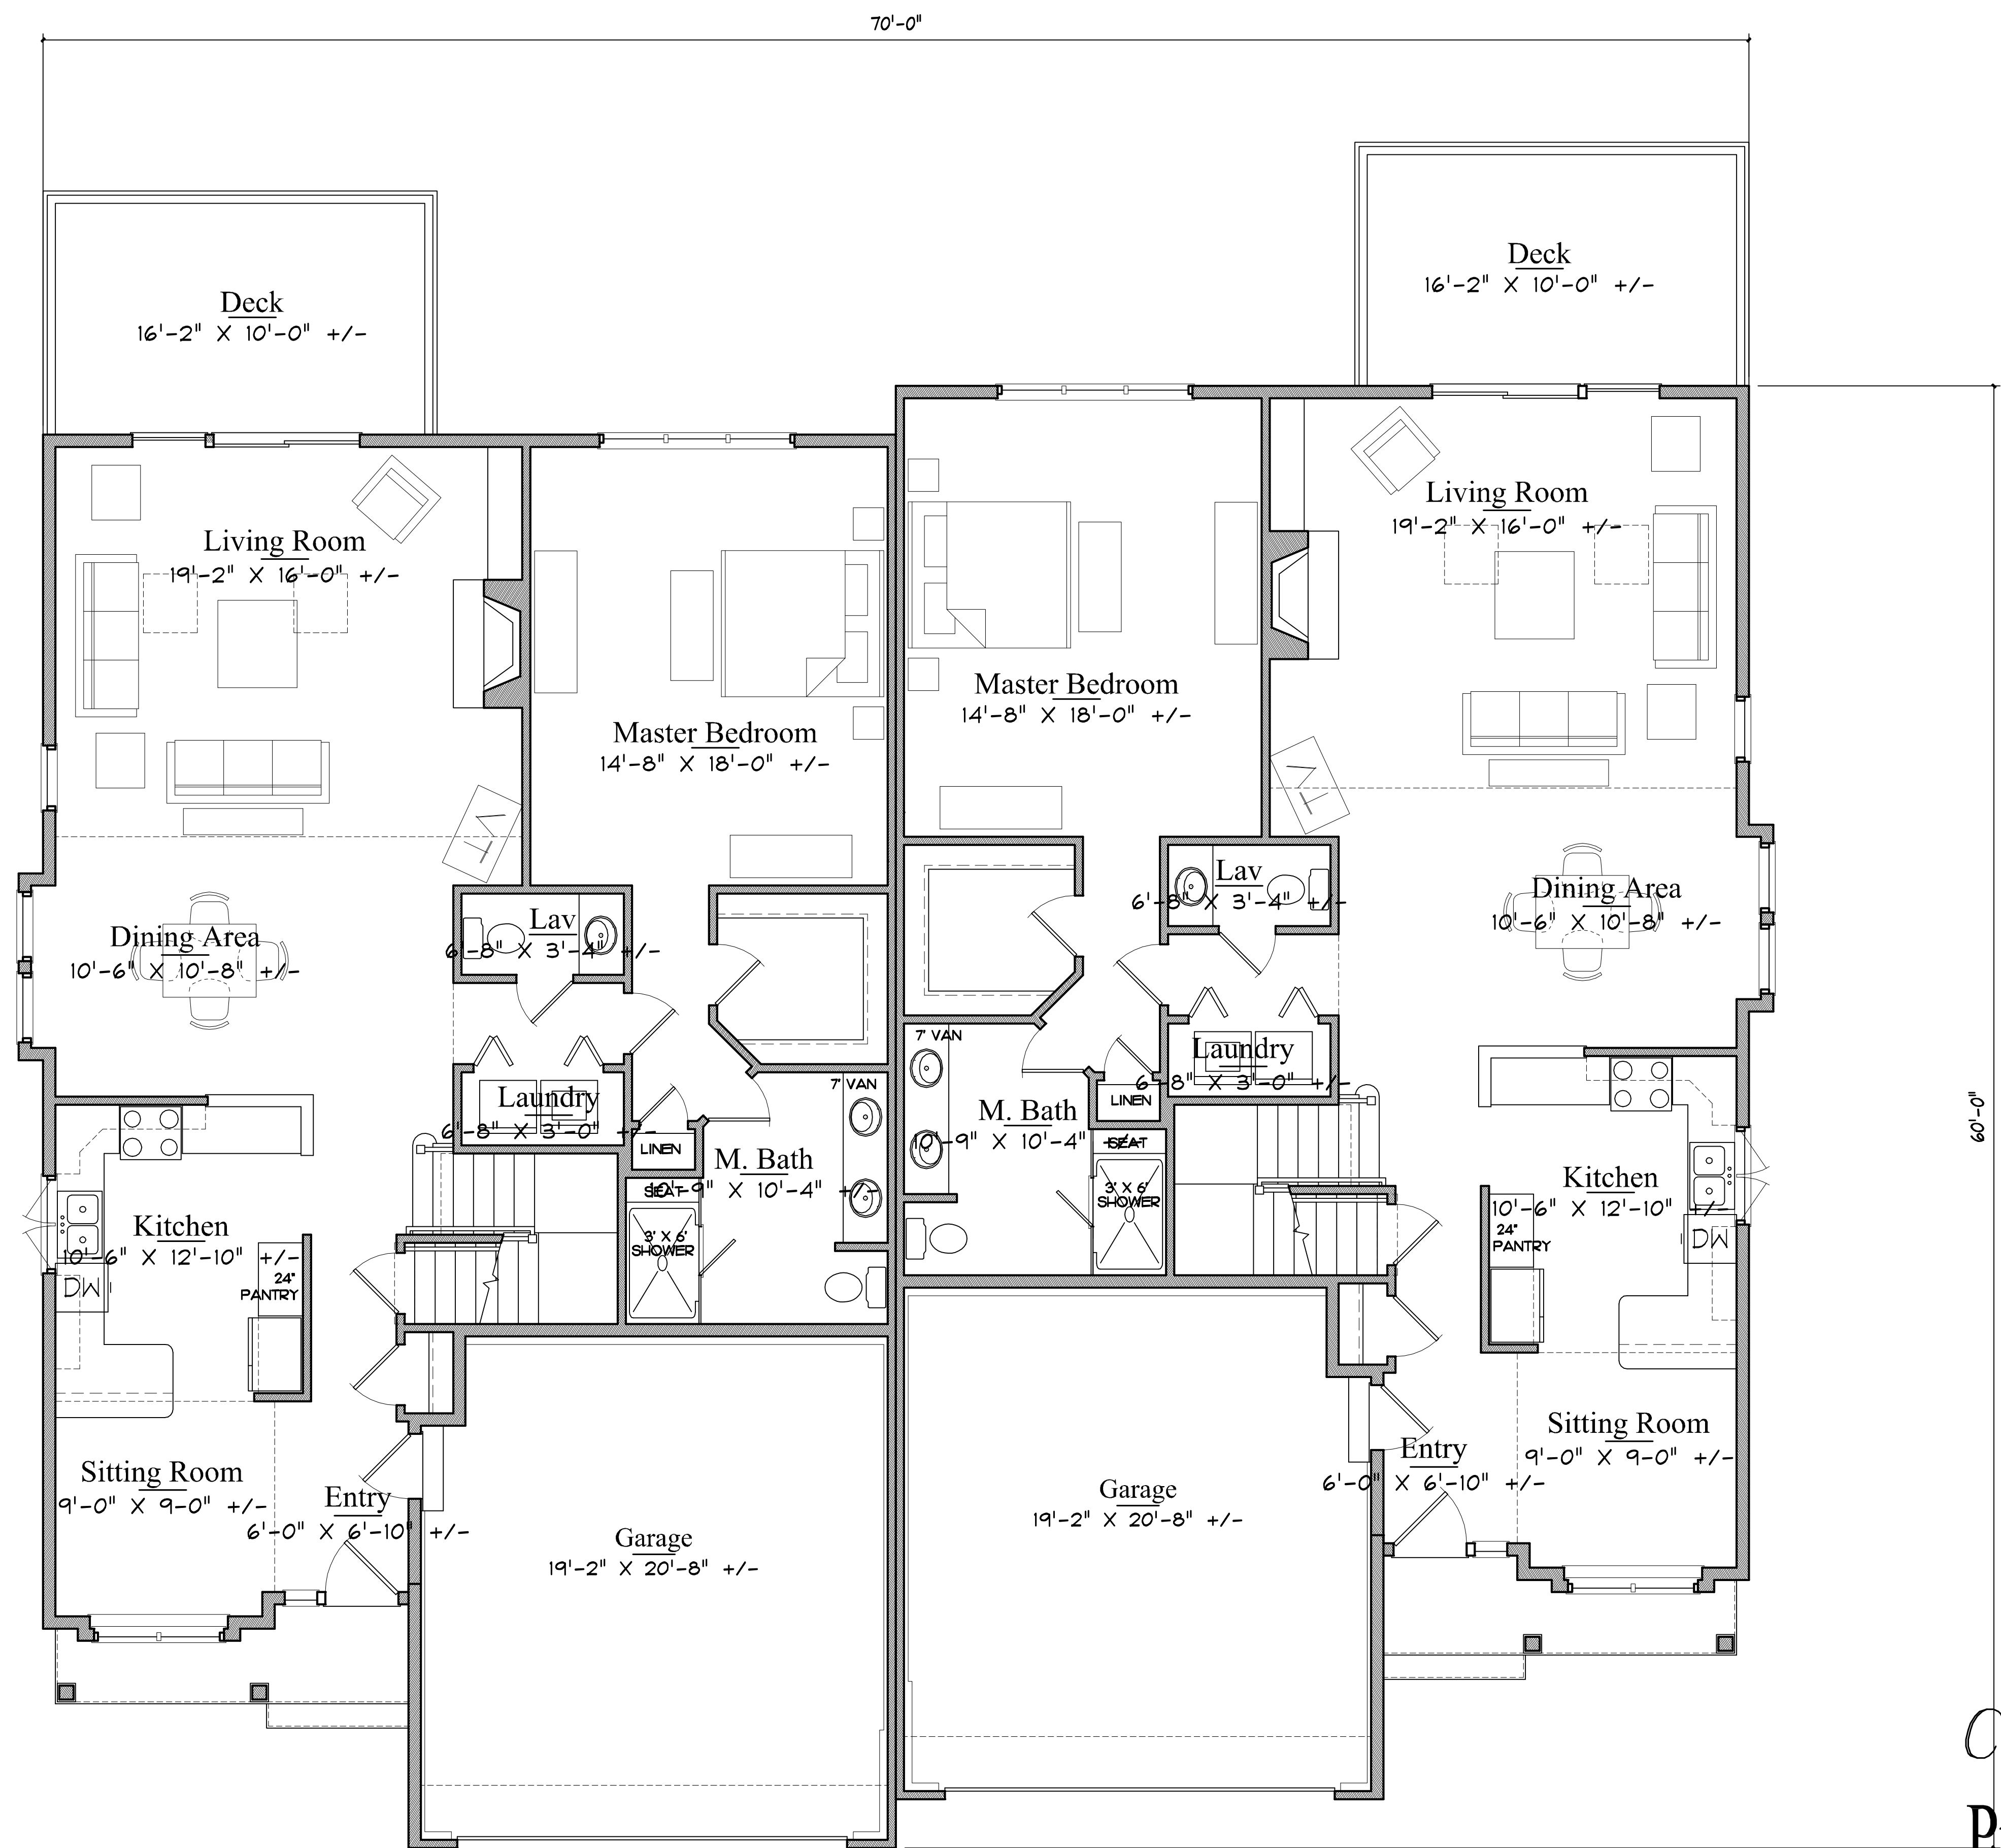 70'-0"
Deck
16'-2" X 10'-0" +/-
Deck
16'-2" X 10'-0" +/-
Living Room
19'-2" X 16'-0" +/-
Living Room
19'-2" X 16'-0" +/-
Master Bedroom
14'-8" X 18'-0" +/-
Master Bedroom
14'-8" X 18'-0" +/-
TV
TV
Lav
6'-8" X 3'-4" +/-
Dining Area
10'-6" X 10'-8" +/-
Lav
6'-8" X 3'-4" +/-
Dining Area
10'-6" X 10'-8" +/-
7' VAN
Laundry
6'-8" X 3'-0" +/-
7' VAN
Laundry
6'-8" X 3'-0" +/-
LINEN
M. Bath
10'-9" X 10'-4" +/-
SEAT
60'-0"
LINEN
M. Bath
10'-9" X 10'-4" +/-
SEAT
3' X 6'
SHOWER
Kitchen
10'-6" X 12'-10" +/-
24"
PANTRY
DW
Kitchen
10'-6" X 12'-10" +/-
3' X 6'
SHOWER
24"
PANTRY
DW
Sitting Room
9'-0" X 9-0" +/-
Entry
6'-0" X 6'-10" +/-
Sitting Room
9'-0" X 9-0" +/-
Entry
6'-0" X 6'-10" +/-
Garage
19'-2" X 20'-8" +/-
Garage
19'-2" X 20'-8" +/-